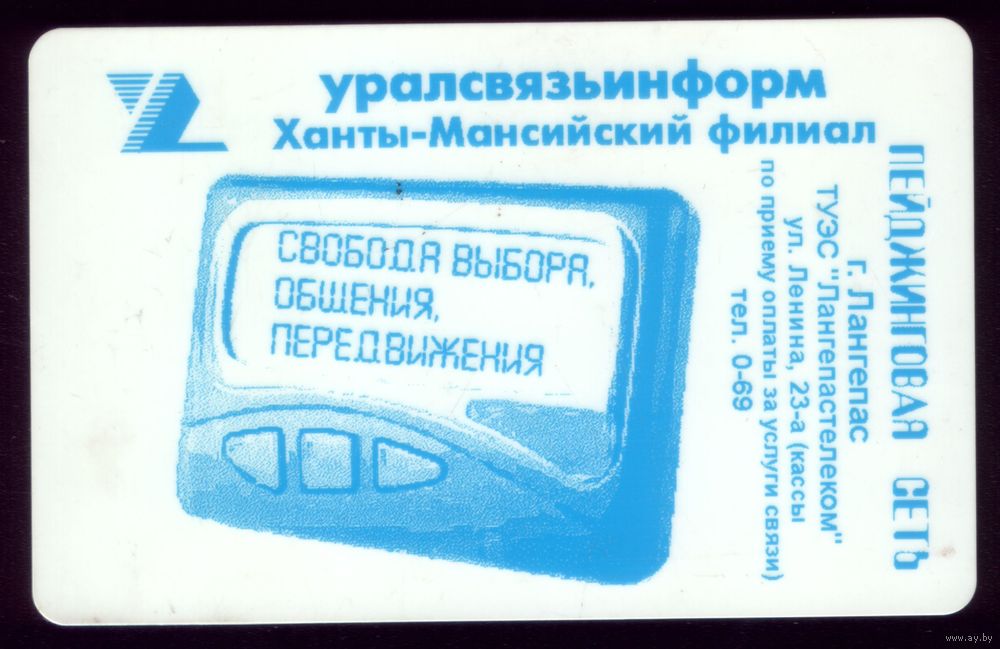 уралсвязьинформ
Ханты-Мансийский филиал
СВОБОДА ВЫБОРА,
ОБЩЕНИЯ,
ПЕРЕДВИЖЕНИЯ
ПЕЙДЖИНГОВАЯ СЕТЬ
г. Лангепас
ТУЭС "Лангепастелеком"
ул. Ленина, 23-а (кассы
по приему оплаты за услуги связи)
тел. 0-69
www.ay.by